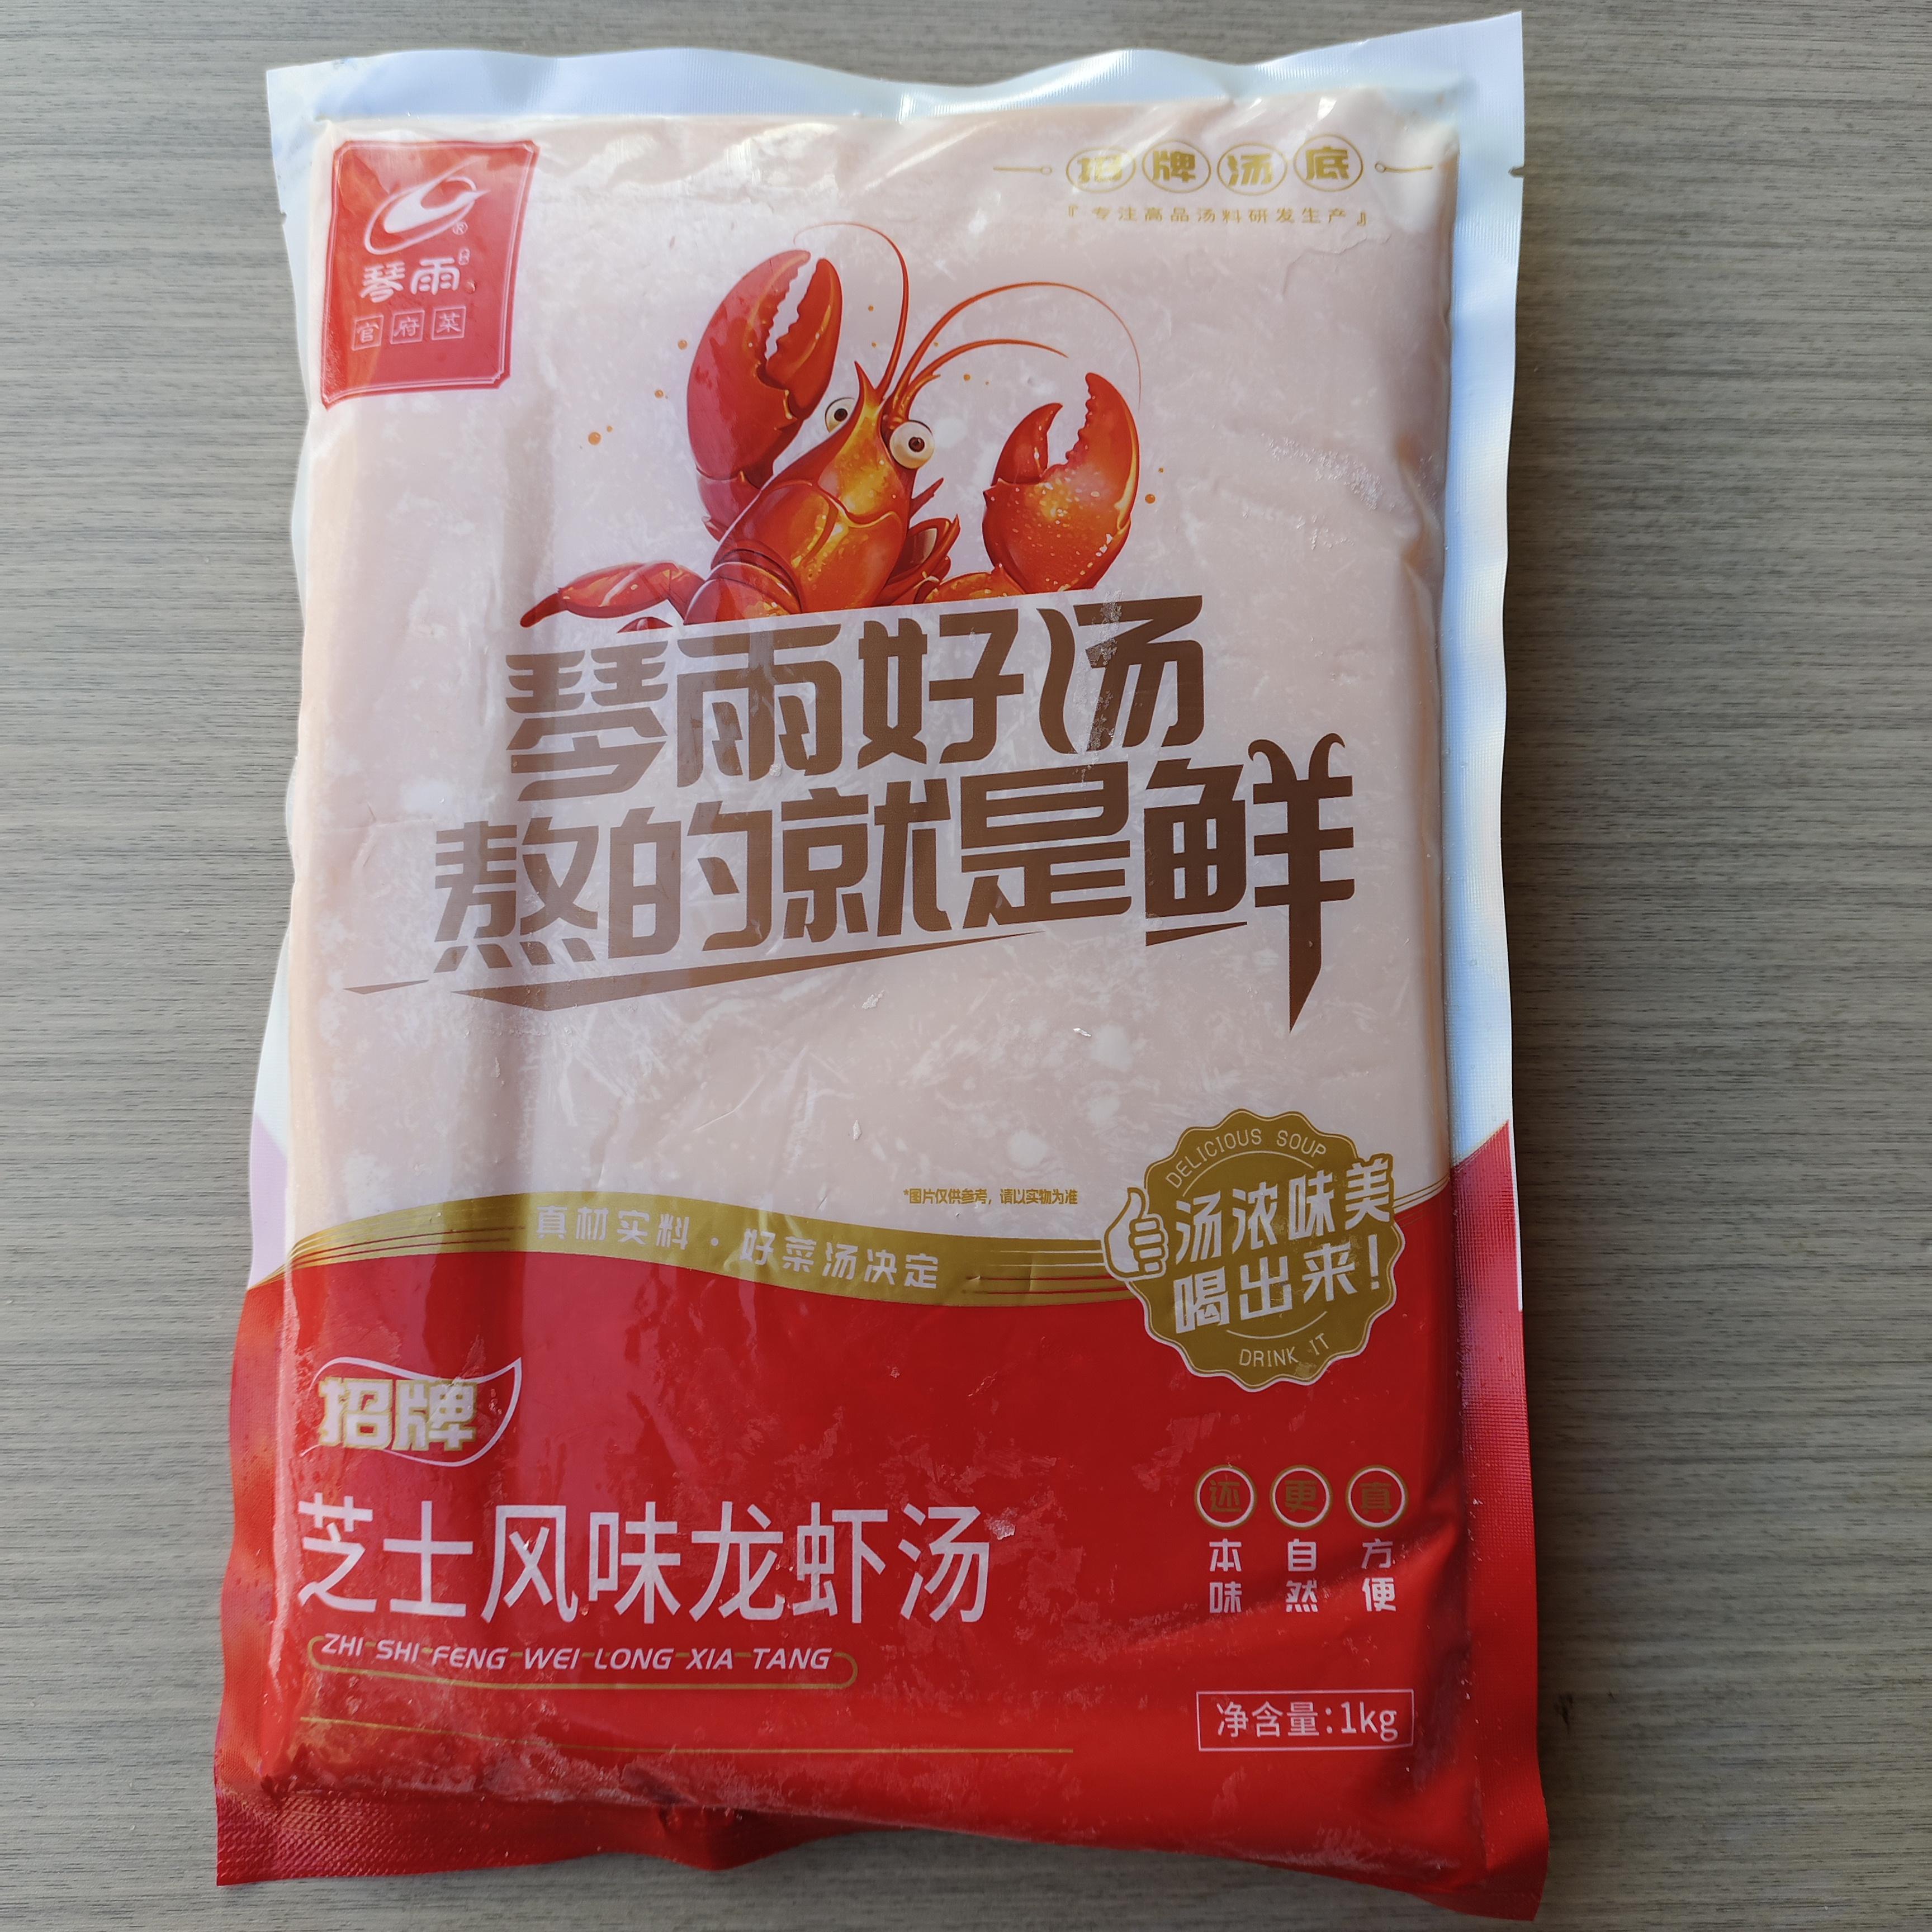 琴雨
官府菜
招牌汤底
『专注高品汤料研发生产』
琴雨好汤
熬的就是鲜
*图片仅供参考，请以实物为准
真材实料·好菜汤决定
DELICIOUS SOUP
汤浓味美
喝出来！
DRINK IT
招牌
芝士风味龙虾汤
ZHI-SHI-FENG-WEI-LONG-XIA-TANG
还本味
更自然
真方便
净含量：1kg